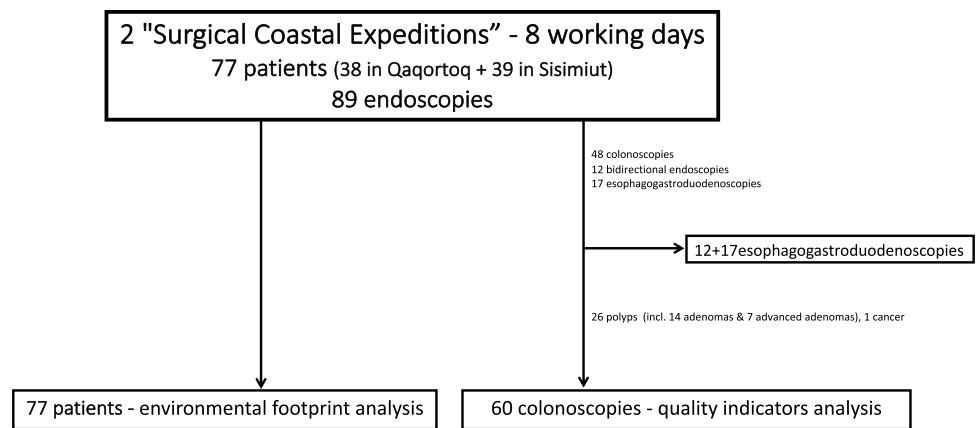 2 "Surgical Coastal Expeditions” - 8 working days
77 patients (38 in Qaqortoq + 39 in Sisimiut)
89 endoscopies
48 colonoscopies
12 bidirectional endoscopies
17 esophagogastroduodenoscopies
12+17esophagogastroduodenoscopies
26 polyps (incl. 14 adenomas & 7 advanced adenomas), 1 cancer
77 patients - environmental footprint analysis
60 colonoscopies - quality indicators analysis